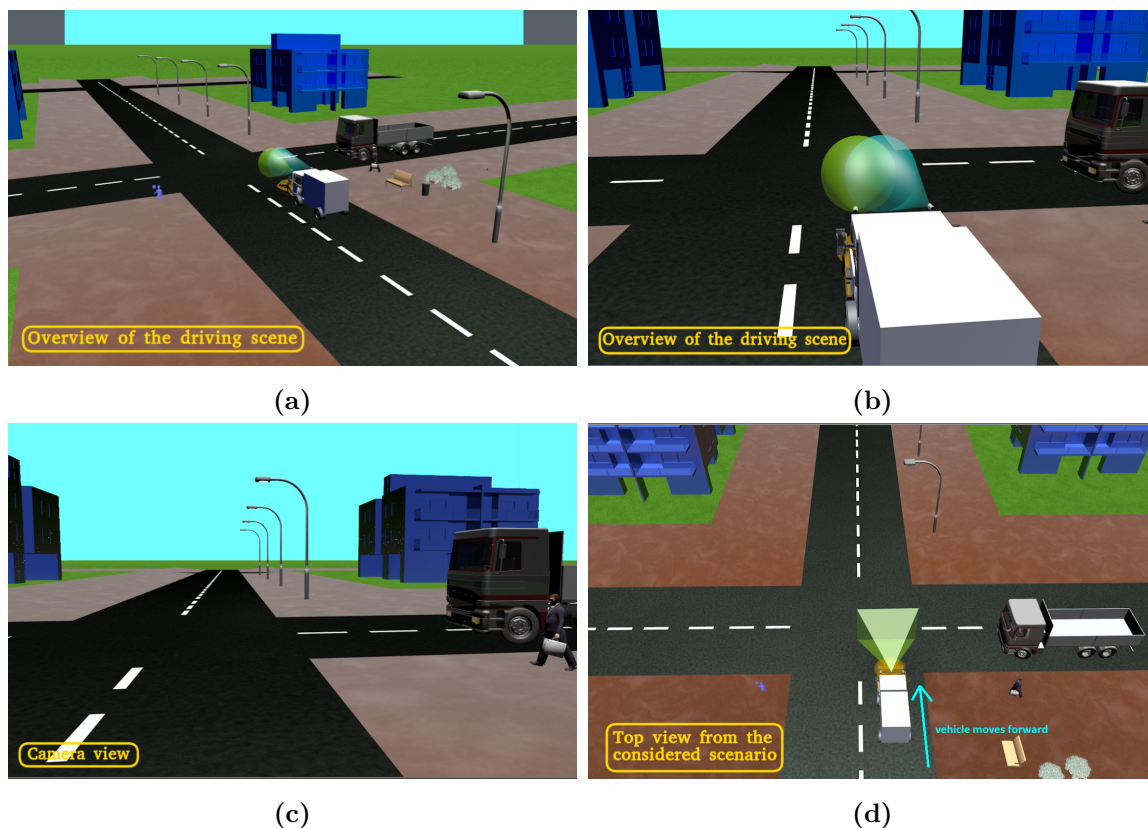 Overview of the driving scene
Overview of the driving scene
(a)
(b)
Camera view
vehicle moves forward
Top view from the
considered scenario
(c)
(d)